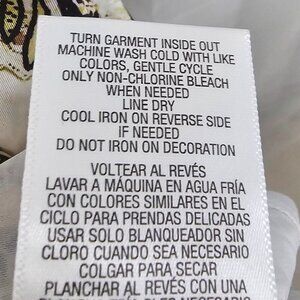 TURN GARMENT INSIDE OUT
MACHINE WASH COLD WITH LIKE
COLORS, GENTLE CYCLE
ONLY NON-CHLORINE BLEACH
WHEN NEEDED
LINE DRY
COOL IRON ON REVERSE SIDE
IF NEEDED
DO NOT IRON ON DECORATION
VOLTEAR AL REVÉS
LAVAR A MÁQUINA EN AGUA FRÍA
CON COLORES SIMILARES EN EL
CICLO PARA PRENDAS DELICADAS
USAR SOLO BLANQUEADOR SIN
CLORO CUANDO SEA NECESARIO
COLGAR PARA SECAR
PLANCHAR AL REVÉS CON UNA